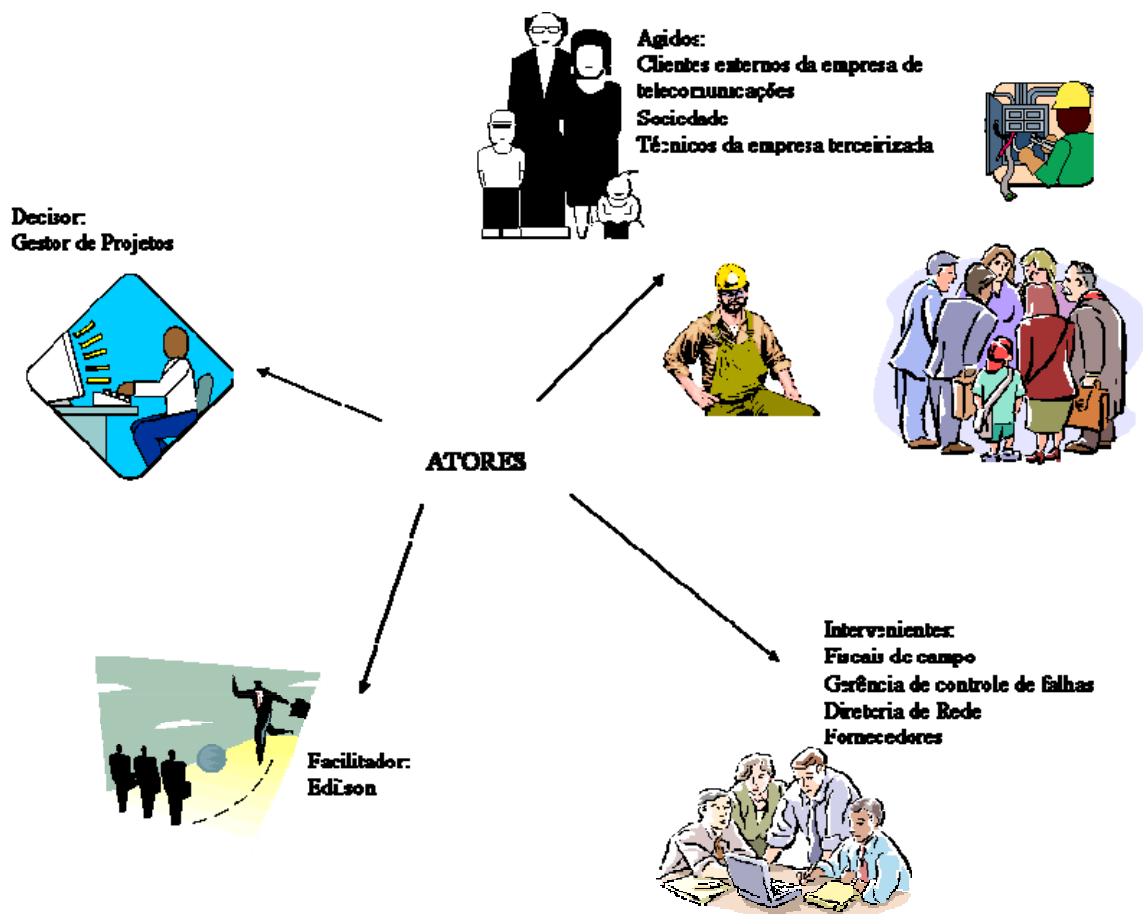 Agidos:
Clientes externos da empresa de
telecomunicações
Sociedade
Técnicos da empresa terceirizada
Decisor:
Gestor de Projetos
ATORES
Intervenientes:
Fiscais de campo
Gerência de controle de falhas
Diretoria de Rede
Fornecedores
Facilitador:
Edilson